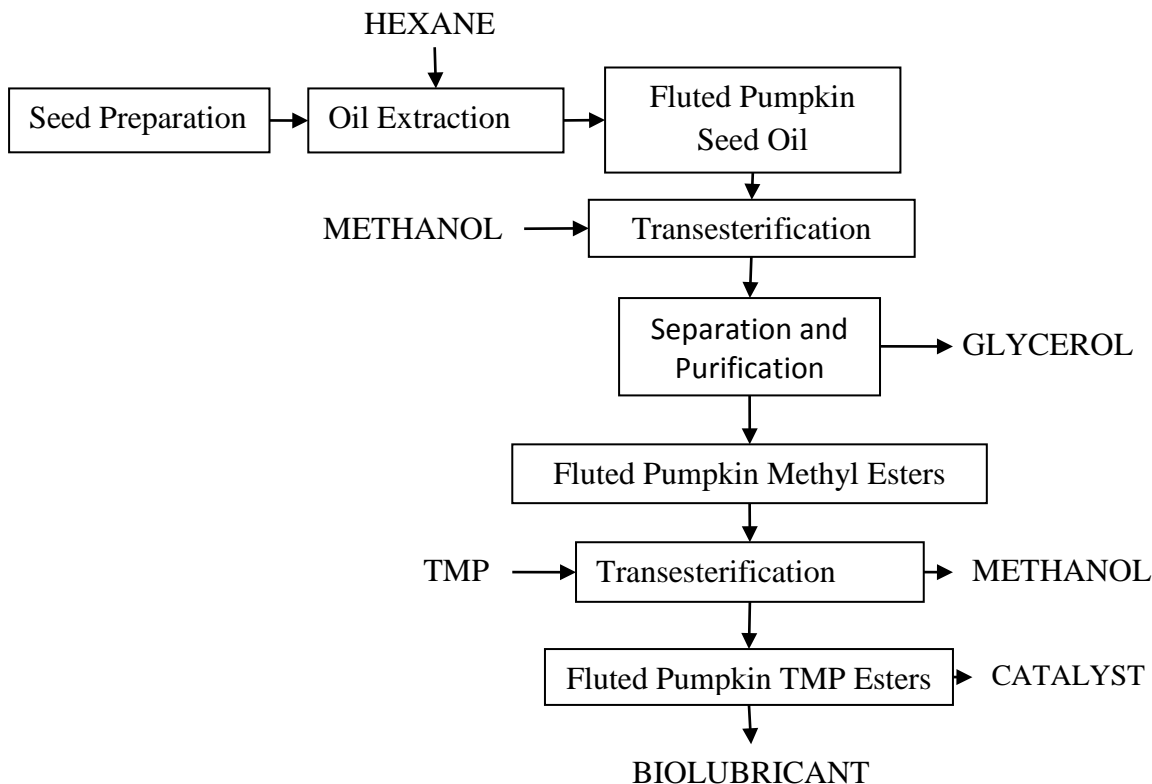 HEXANE
Seed Preparation
Oil Extraction
Fluted Pumpkin
Seed Oil
METHANOL
Transesterification
Separation and
Purification
GLYCEROL
Fluted Pumpkin Methyl Esters
TMP
Transesterification
METHANOL
Fluted Pumpkin TMP Esters
CATALYST
BIOLUBRICANT